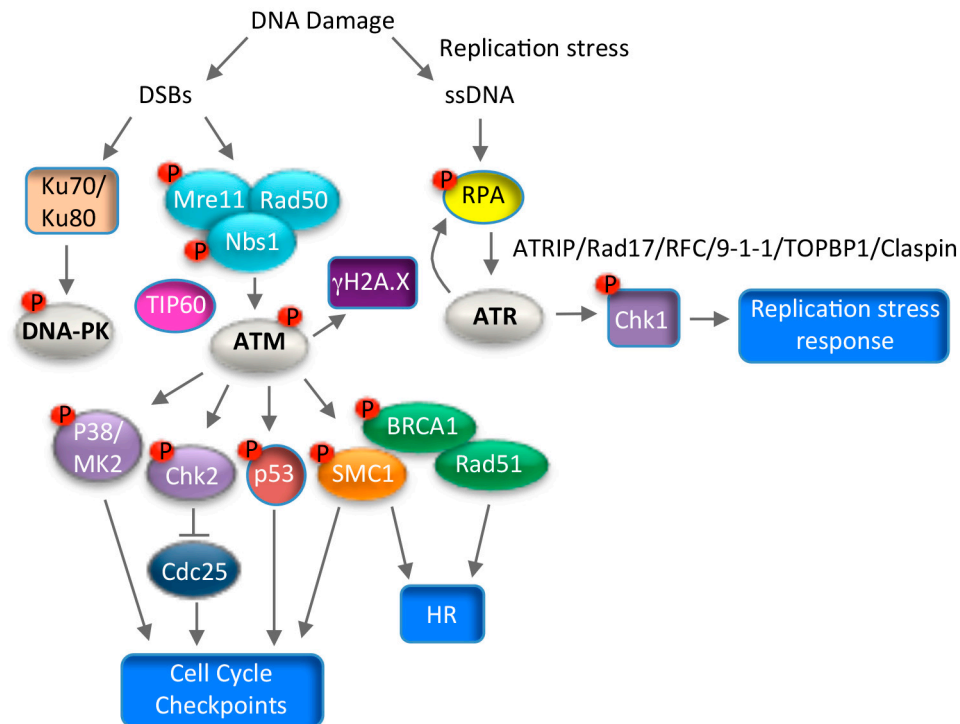 DNA Damage
Replication stress
DSBs
ssDNA
Ku70/
Ku80
P
Mre11
Rad50
P
Nbs1
P
RPA
ATRIP/Rad17/RFC/9-1-1/TOPBP1/Claspin
P
DNA-PK
TIP60
γH2A.X
P
ATM
ATR
P
Chk1
Replication stress
response
P
P38/
MK2
P
Chk2
P
p53
P
SMC1
P
BRCA1
Rad51
Cdc25
HR
Cell Cycle
Checkpoints